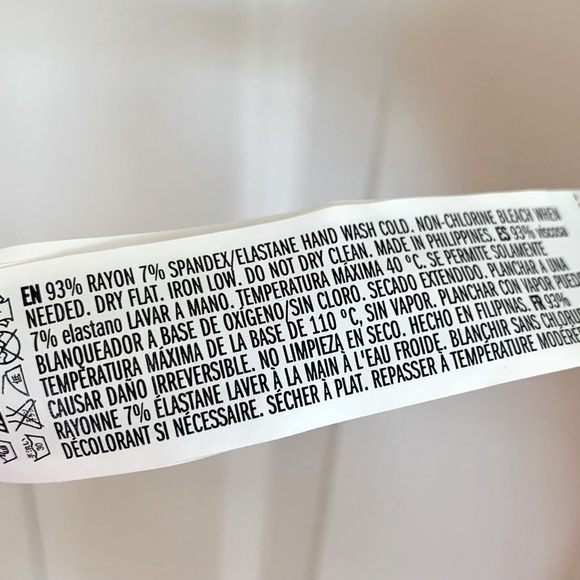 EN 93% RAYON 7% SPANDEX/ELASTANE HAND WASH COLD. NON-CHLORINE BLEACH WHEN
NEEDED. DRY FLAT. IRON LOW. DO NOT DRY CLEAN. MADE IN PHILIPPINES. ES 93% viscosa
7% elastano LAVAR A MANO. TEMPERATURA MÁXIMA 40 °C. SE PERMITE SOLAMENTE.
BLANQUEADOR A BASE DE OXÍGENO/SIN CLORO. SECADO EXTENDIDO. PLANCHAR A UNA
TEMPERATURA MÁXIMA DE LA BASE DE 110 °C, SIN VAPOR. PLANCHAR CON VAPOR PUEDE
CAUSAR DAÑO IRREVERSIBLE. NO LIMPIEZA EN SECO. HECHO EN FILIPINAS. FR 93%
RAYONNE 7% ÉLASTANE LAVER À LA MAIN À L'EAU FROIDE. BLANCHIR SANS
DÉCOLORANT SI NÉCESSAIRE. SÉCHER À PLAT. REPASSER À TEMPÉRATURE